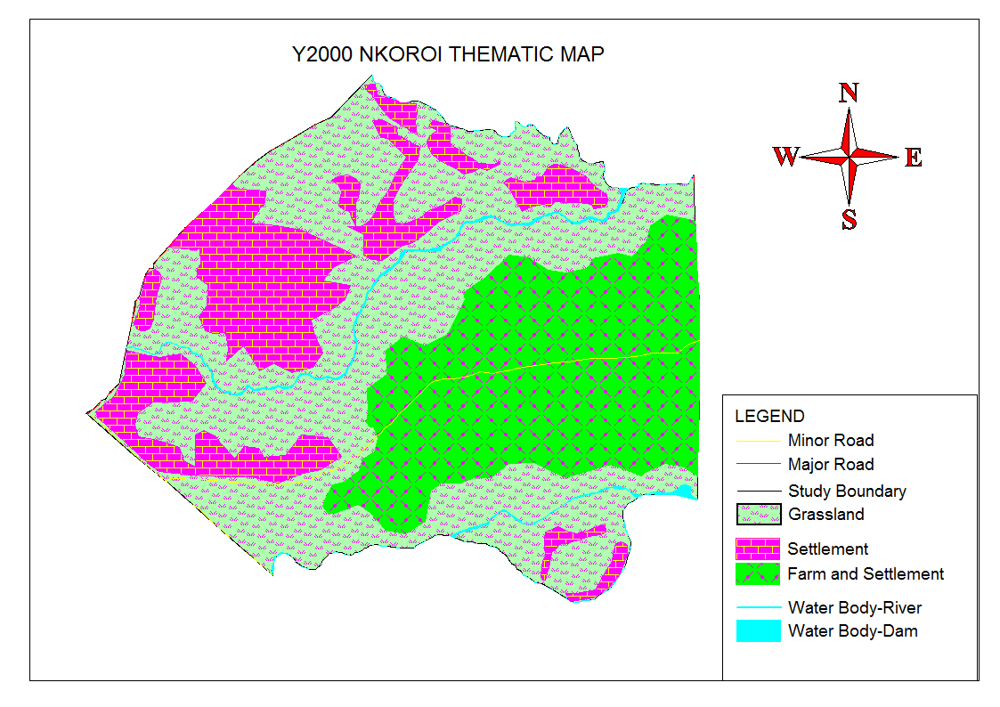 Y2000 NKOROI THEMATIC MAP
N
W
E
S
LEGEND
Minor Road
Major Road
Study Boundary
Grassland
Settlement
Farm and Settlement
Water Body-River
Water Body-Dam